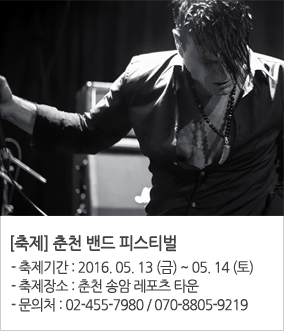 [축제] 춘천 밴드 피스티벌
- 축제기간 : 2016. 05. 13 (금) ~ 05. 14 (토)
- 축제장소 : 춘천 송암 레포츠 타운
- 문의처 : 02-455-7980 / 070-8805-9219